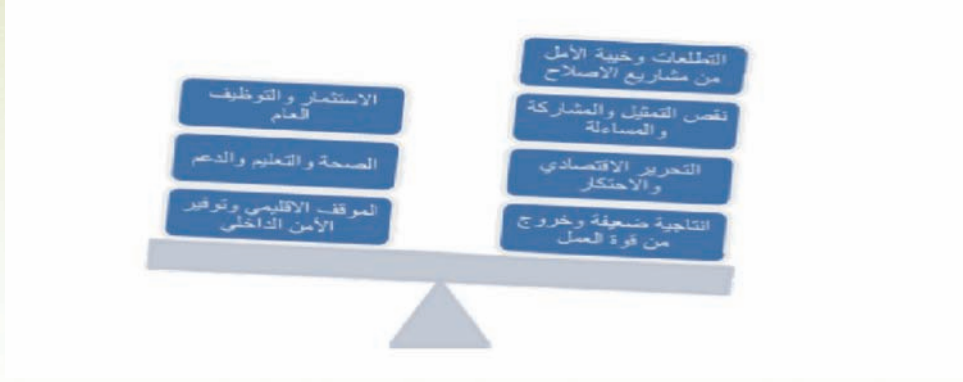 التطلعات وخيبة الأمل
من مشاريع الاصلاح
نقص التمثيل والمشاركة
والمساءلة
التحرير الاقتصادي
والاحتكار
انتاجية ضعيفة وخروج
من قوة العمل
الاستثمار والتوظيف
العام
الصحة والتعليم والدعم
الموقف الاقليمي وتوفير
الأمن الداخلي